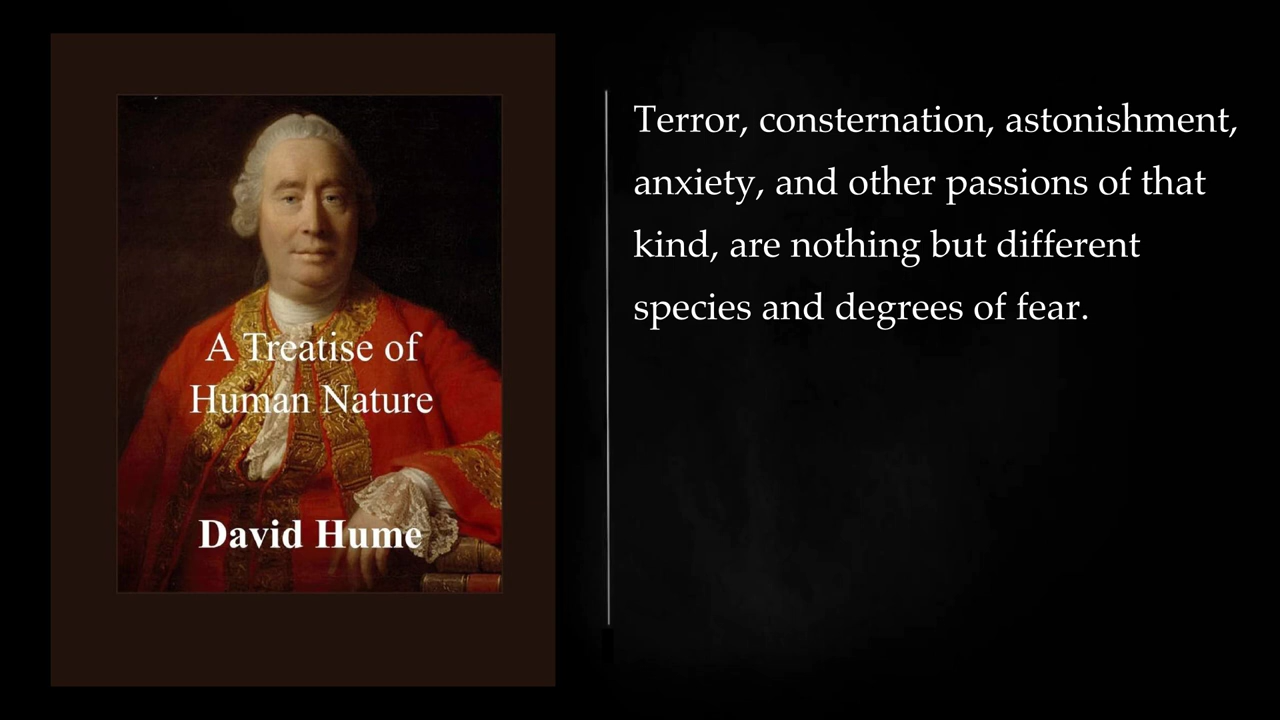 A Treatise of
Human Nature
David Hume
Terror, consternation, astonishment,
anxiety, and other passions of that
kind, are nothing but different
species and degrees of fear.